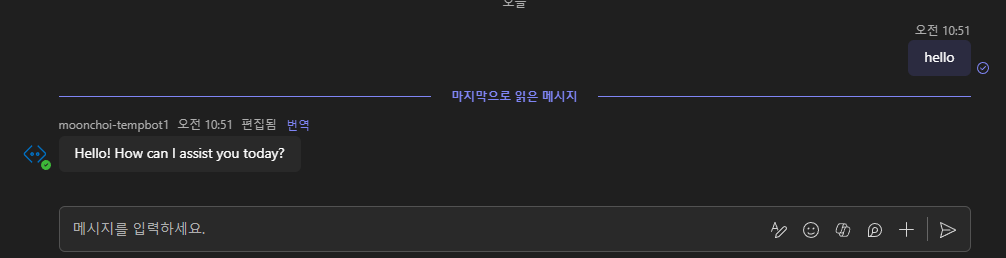 오늘
오전 10:51
hello
마지막으로 읽은 메시지
moonchoi-tempbot1 오전 10:51 편집됨 번역
Hello! How can I assist you today?
메시지를 입력하세요.